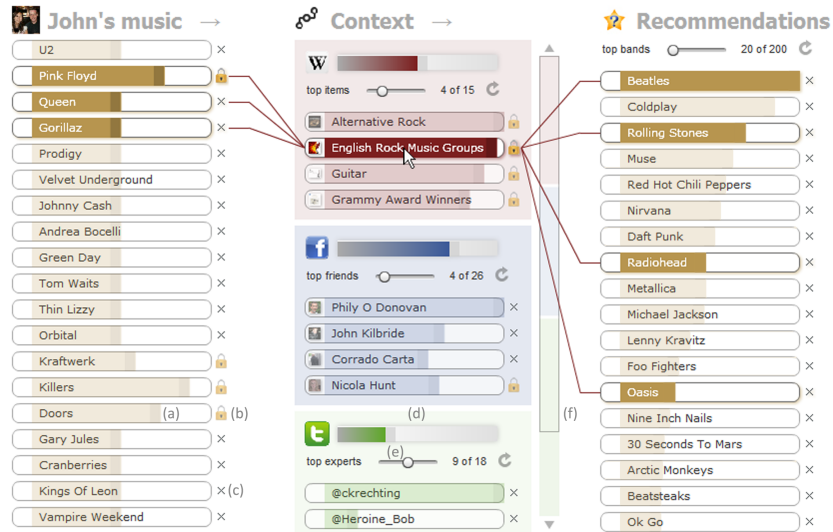 John's music →
U2 ×
Pink Floyd
Queen
Gorillaz
Prodigy ×
Velvet Underground ×
Johnny Cash ×
Andrea Bocelli ×
Green Day ×
Tom Waits ×
Thin Lizzy ×
Orbital ×
Kraftwerk
Killers
Doors (a) (b)
Gary Jules ×
Cranberries ×
Kings Of Leon × (c)
Vampire Weekend ×
Context →
W
top items 4 of 15
Alternative Rock
English Rock Music Groups
Guitar
Grammy Award Winners
f
top friends 4 of 26
Phily O Donovan ×
John Kilbride ×
Corrado Carta ×
Nicola Hunt
(d)
t
(e)
top experts 9 of 18
@ckrechting ×
@Heroine_Bob ×
(f)
? Recommendations
top bands 20 of 200
Beatles ×
Coldplay ×
Rolling Stones ×
Muse ×
Red Hot Chili Peppers ×
Nirvana ×
Daft Punk ×
Radiohead ×
Metallica ×
Michael Jackson ×
Lenny Kravitz ×
Foo Fighters ×
Oasis ×
Nine Inch Nails ×
30 Seconds To Mars ×
Arctic Monkeys ×
Beatsteaks ×
Ok Go ×